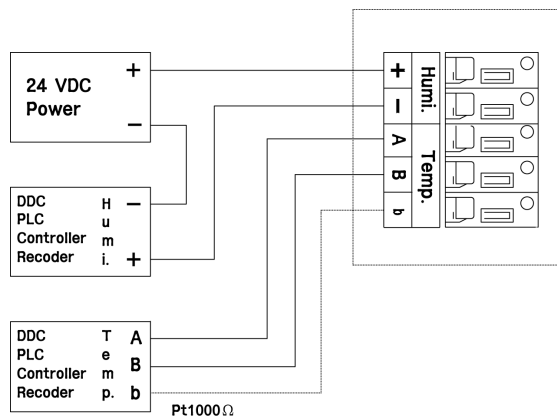 24 VDC
Power
+
−
DDC
PLC
Controller
Recoder
H
u
m
i.
−
+
DDC
PLC
Controller
Recoder
T
e
m
p.
A
B
b
Pt1000Ω
+
−
A
B
b
Humi.
Temp.